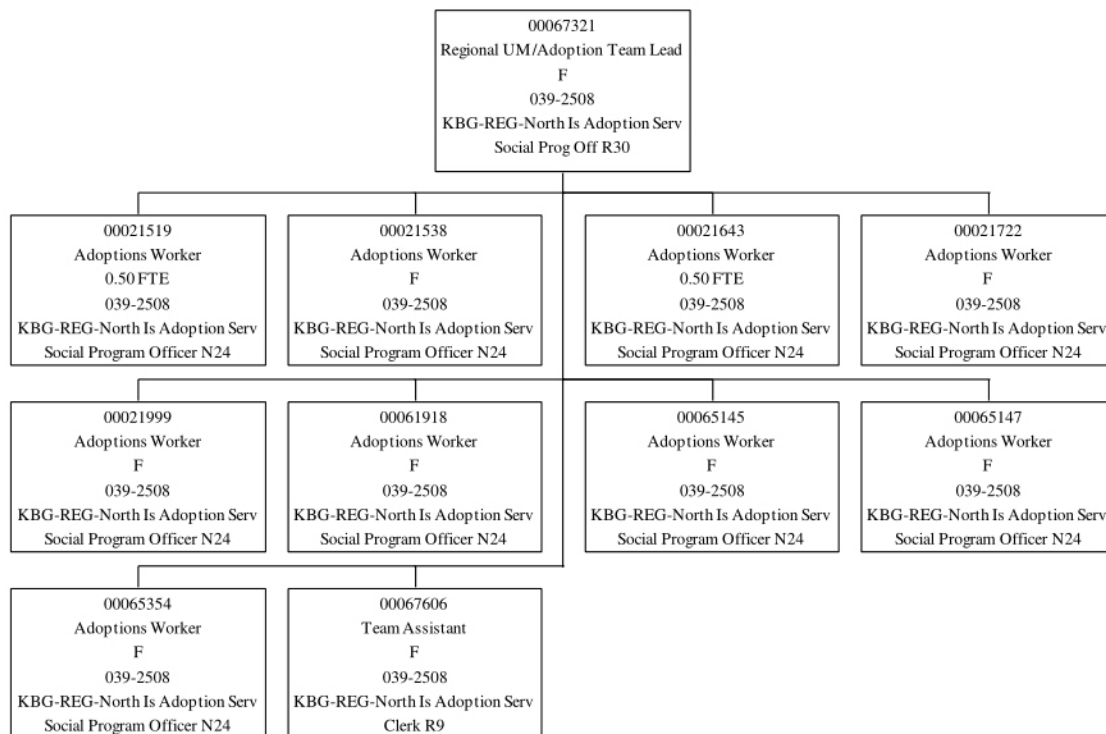 00067321
Regional UM/Adoption Team Lead
F
039-2508
KBG-REG-North Is Adoption Serv
Social Prog Off R30
00021519
Adoptions Worker
0.50 FTE
039-2508
KBG-REG-North Is Adoption Serv
Social Program Officer N24
00021538
Adoptions Worker
F
039-2508
KBG-REG-North Is Adoption Serv
Social Program Officer N24
00021643
Adoptions Worker
0.50 FTE
039-2508
KBG-REG-North Is Adoption Serv
Social Program Officer N24
00021722
Adoptions Worker
F
039-2508
KBG-REG-North Is Adoption Serv
Social Program Officer N24
00021999
Adoptions Worker
F
039-2508
KBG-REG-North Is Adoption Serv
Social Program Officer N24
00061918
Adoptions Worker
F
039-2508
KBG-REG-North Is Adoption Serv
Social Program Officer N24
00065145
Adoptions Worker
F
039-2508
KBG-REG-North Is Adoption Serv
Social Program Officer N24
00065147
Adoptions Worker
F
039-2508
KBG-REG-North Is Adoption Serv
Social Program Officer N24
00065354
Adoptions Worker
F
039-2508
KBG-REG-North Is Adoption Serv
Social Program Officer N24
00067606
Team Assistant
F
039-2508
KBG-REG-North Is Adoption Serv
Clerk R9